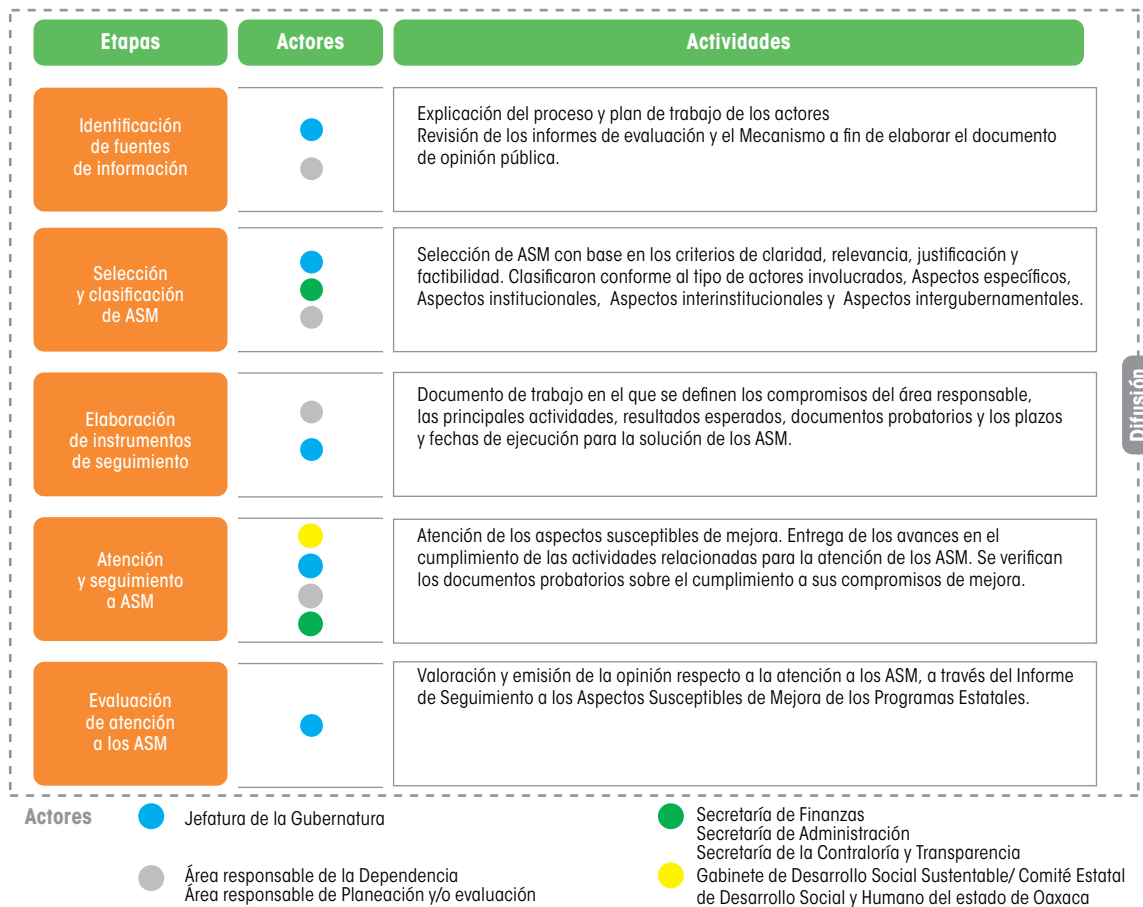 Etapas
Actores
Actividades
Identificación
de fuentes
de información
Explicación del proceso y plan de trabajo de los actores
Revisión de los informes de evaluación y el Mecanismo a fin de elaborar el documento
de opinión pública.
Selección
y clasificación
de ASM
Selección de ASM con base en los criterios de claridad, relevancia, justificación y
factibilidad. Clasificaron conforme al tipo de actores involucrados, Aspectos específicos,
Aspectos institucionales, Aspectos interinstitucionales y Aspectos intergubernamentales.
Elaboración
de instrumentos
de seguimiento
Documento de trabajo en el que se definen los compromisos del área responsable,
las principales actividades, resultados esperados, documentos probatorios y los plazos
y fechas de ejecución para la solución de los ASM.
Atención
y seguimiento
a ASM
Atención de los aspectos susceptibles de mejora. Entrega de los avances en el
cumplimiento de las actividades relacionadas para la atención de los ASM. Se verifican
los documentos probatorios sobre el cumplimiento a sus compromisos de mejora.
Evaluación
de atención
a los ASM
Valoración y emisión de la opinión respecto a la atención a los ASM, a través del Informe
de Seguimiento a los Aspectos Susceptibles de Mejora de los Programas Estatales.
Difusión
Actores
Jefatura de la Gubernatura
Área responsable de la Dependencia
Área responsable de Planeación y/o evaluación
Secretaría de Finanzas
Secretaría de Administración
Secretaría de la Contraloría y Transparencia
Gabinete de Desarrollo Social Sustentable/ Comité Estatal
de Desarrollo Social y Humano del estado de Oaxaca